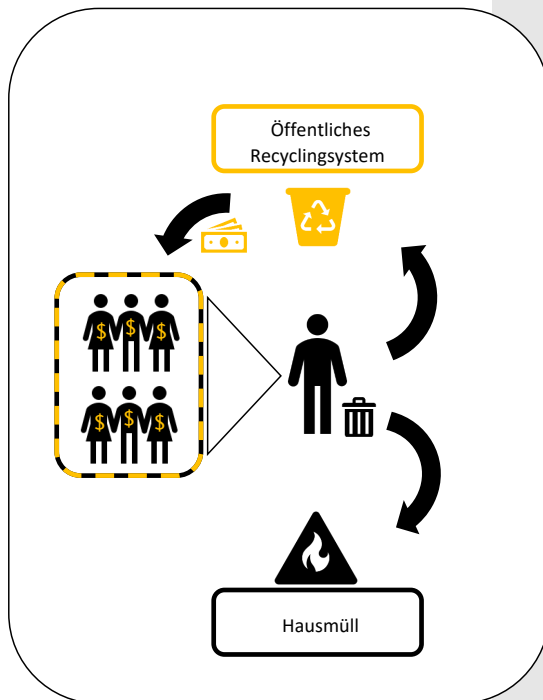 Öffentliches
Recyclingsystem
$ $ $
$ $ $
Hausmüll